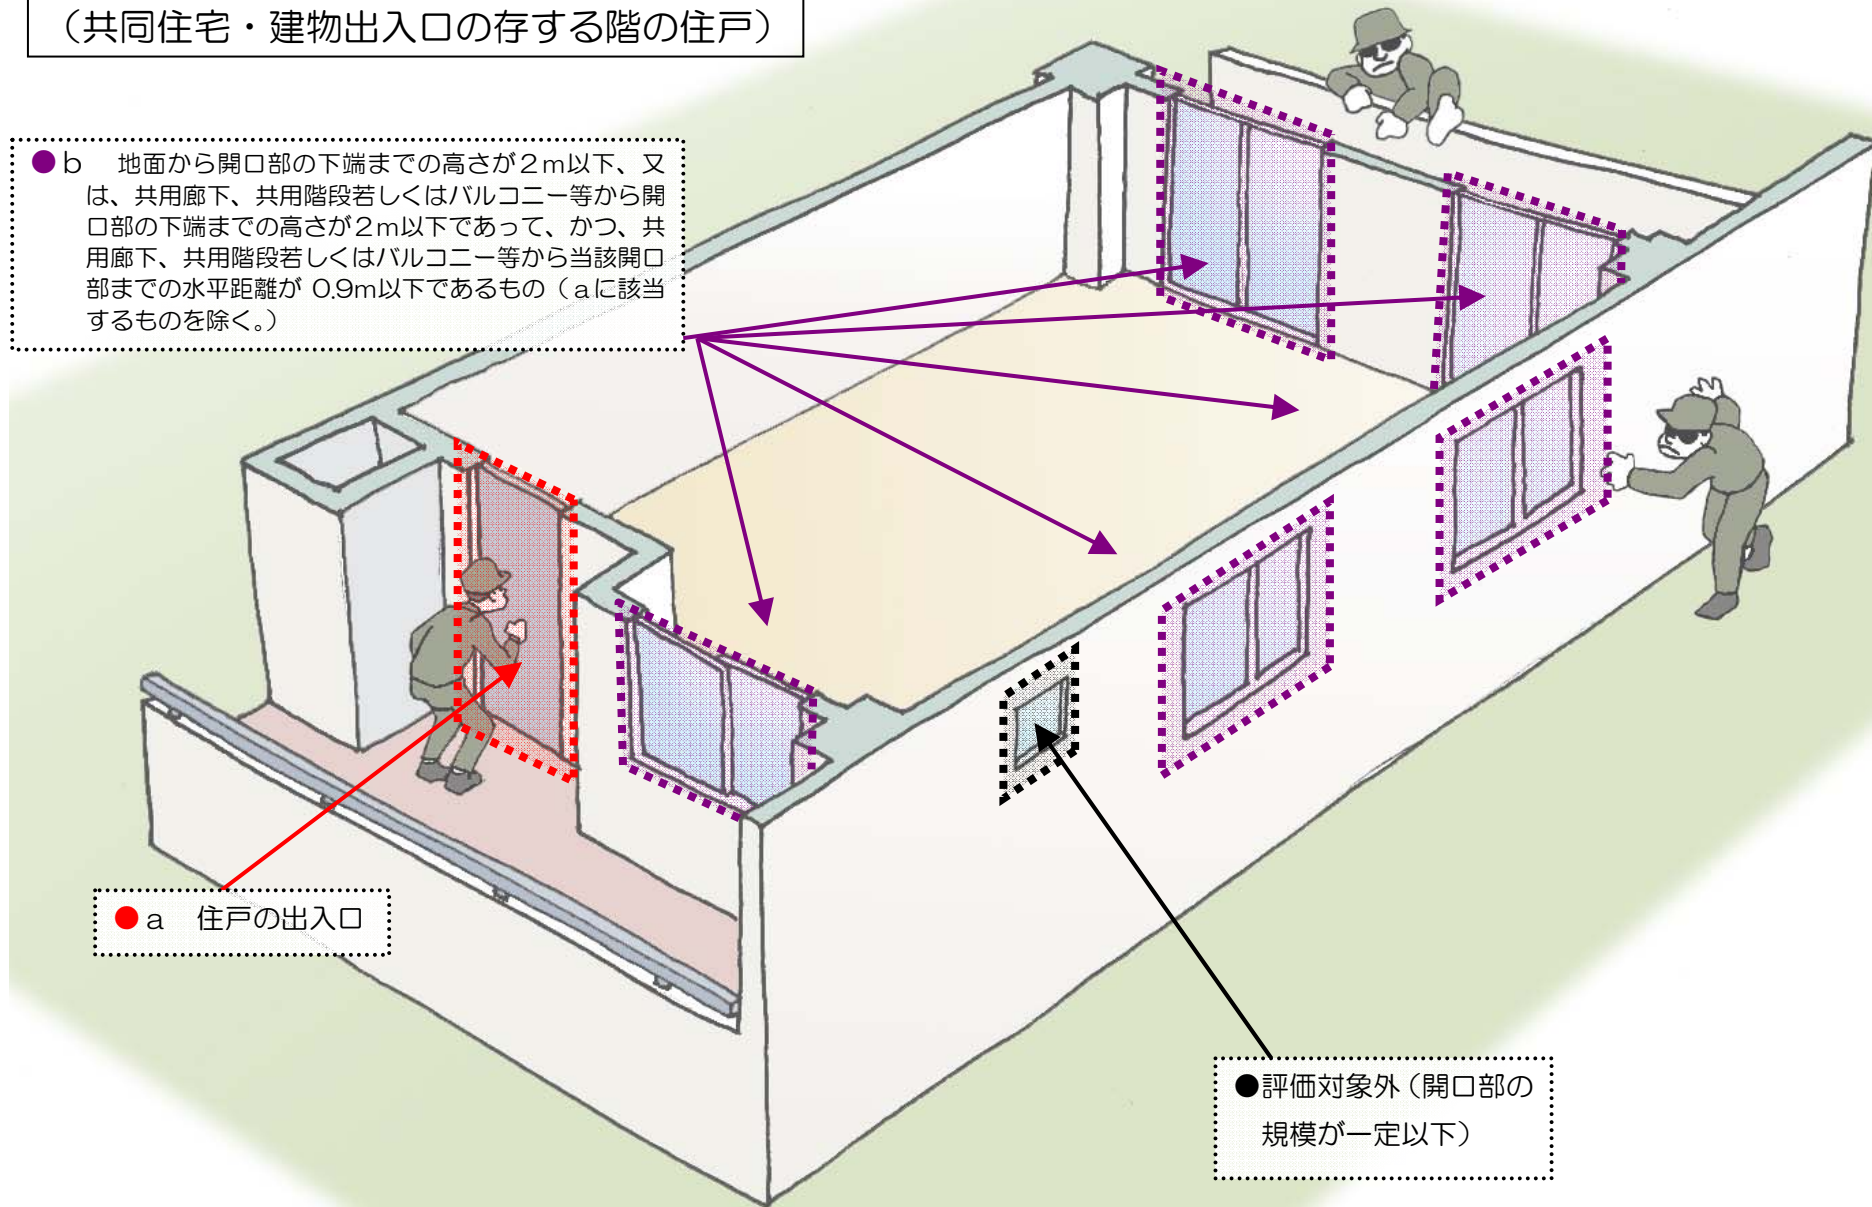 （共同住宅・建物出入口の存する階の住戸）
●b　地面から開口部の下端までの高さが２ｍ以下、又
は、共用廊下、共用階段若しくはバルコニー等から開
口部の下端までの高さが２ｍ以下であって、かつ、共
用廊下、共用階段若しくはバルコニー等から当該開口
部までの水平距離が 0.9m以下であるもの（ａに該当
するものを除く。）
●a　住戸の出入口
●評価対象外（開口部の
規模が一定以下）